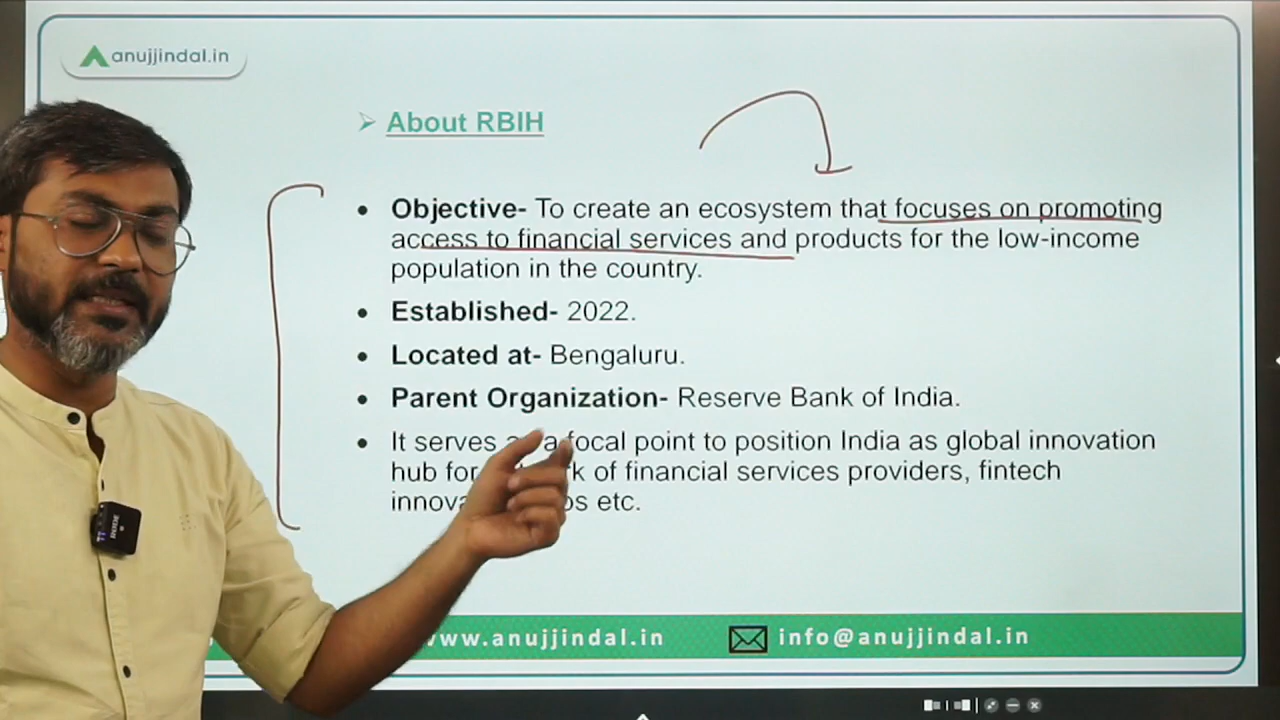 anujjindal.in
About RBIH
Objective- To create an ecosystem that focuses on promoting
access to financial services and products for the low-income
population in the country.
Established- 2022.
Located at- Bengaluru.
Parent Organization- Reserve Bank of India.
It serves focal point to position India as global innovation
hub for of financial services providers, fintech
etc.
www.anujjindal.in info@anujjindal.in
RODE